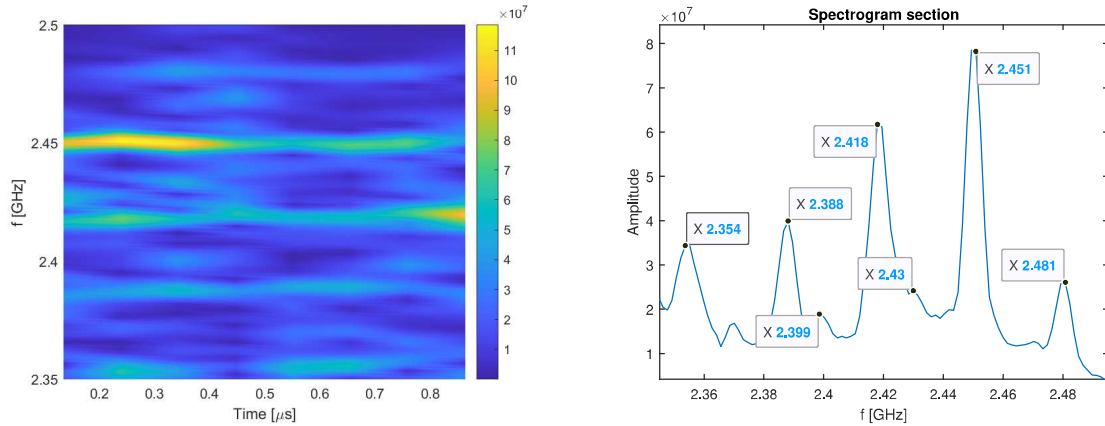 ×10⁷
2.5
2.45
2.4
2.35
f [GHz]
0.2 0.3 0.4 0.5 0.6 0.7 0.8
Time [μs]
11
10
9
8
7
6
5
4
3
2
1
Spectrogram section
×10⁷
8
7
6
5
4
3
2
1
Amplitude
X 2.451
X 2.418
X 2.388
X 2.354
X 2.43
X 2.481
X 2.399
2.36 2.38 2.4 2.42 2.44 2.46 2.48
f [GHz]